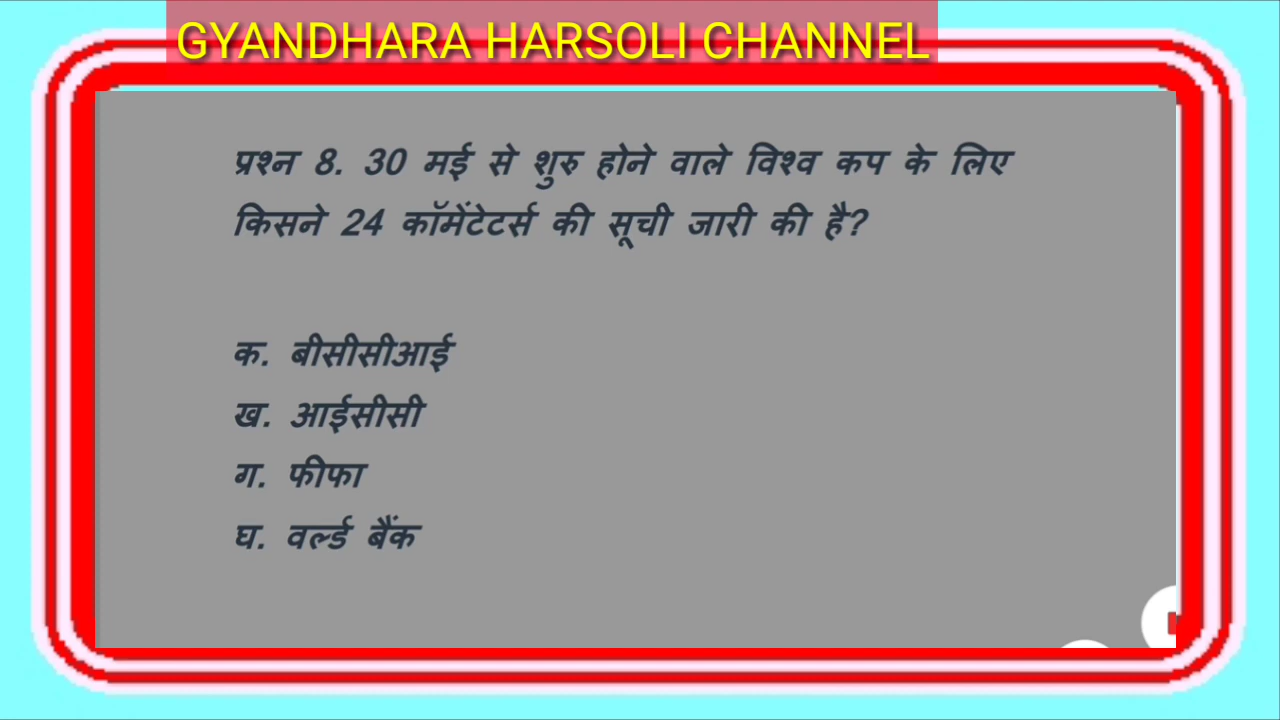 GYANDHARA HARSOLI CHANNEL
प्रश्न 8. 30 मई से शुरु होने वाले विश्व कप के लिए
किसने 24 कॉमेंटेटर्स की सूची जारी की है?
क. बीसीसीआई
ख. आईसीसी
ग. फीफा
घ. वर्ल्ड बैंक